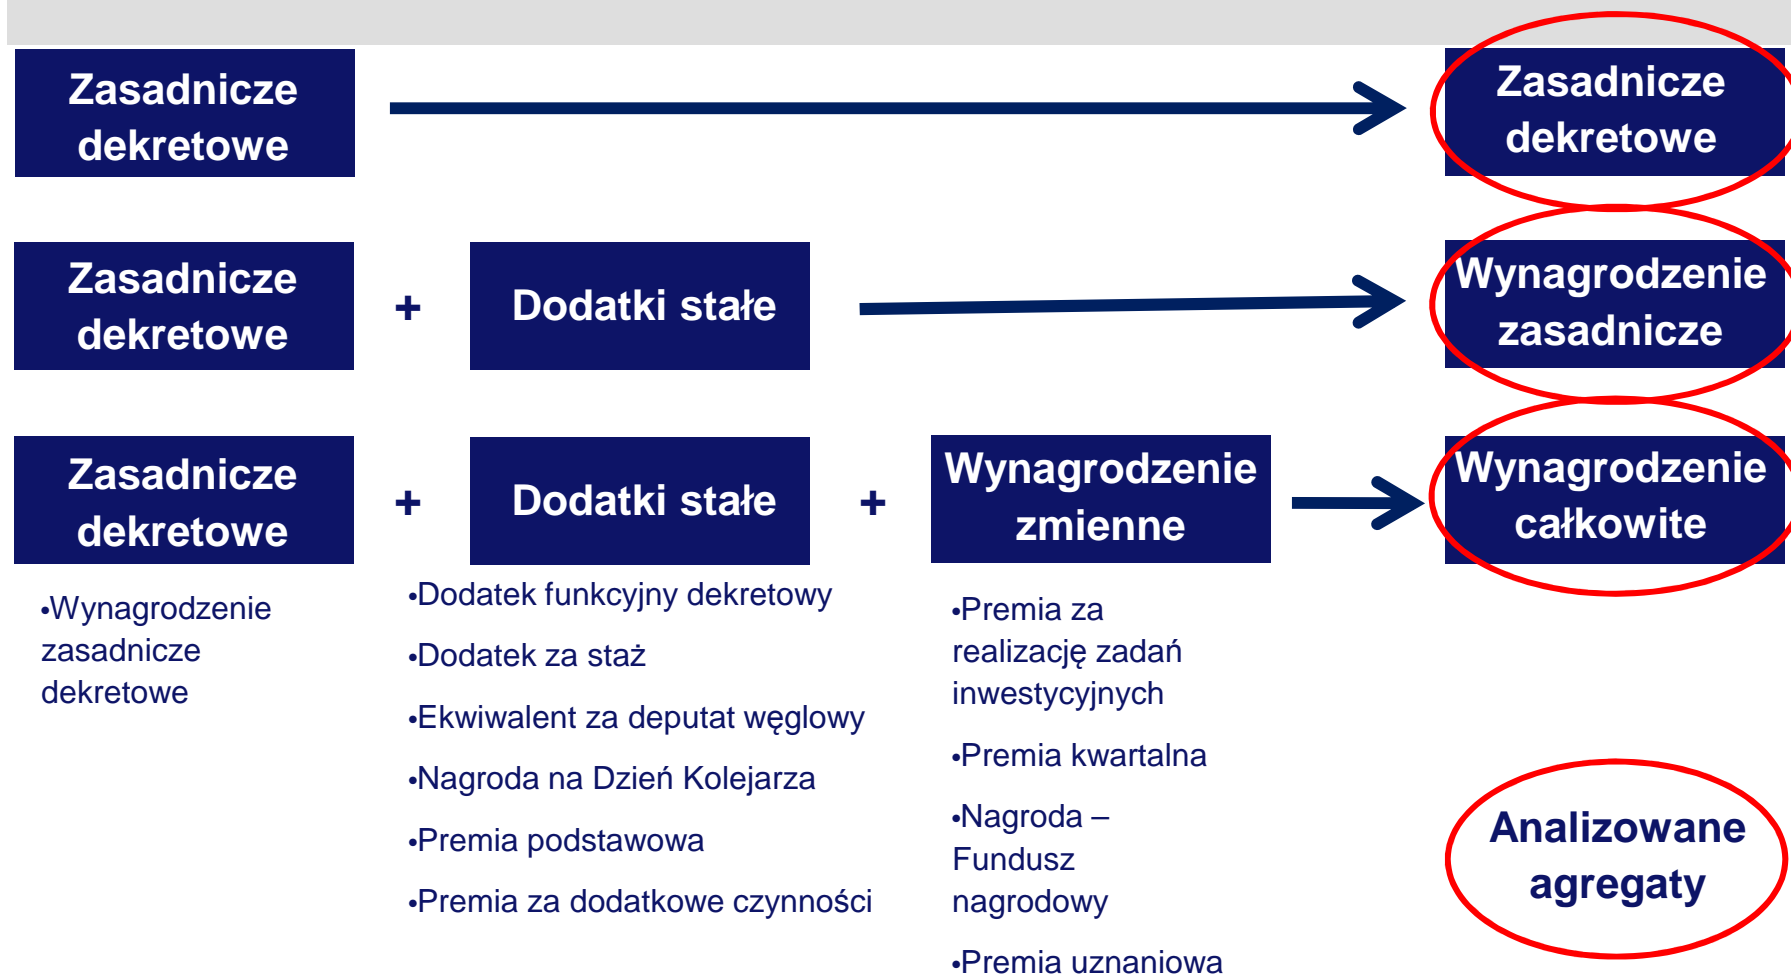 Zasadnicze
dekretowe
Zasadnicze
dekretowe
Zasadnicze
dekretowe
+
Dodatki stałe
Wynagrodzenie
zasadnicze
Zasadnicze
dekretowe
+
Dodatki stałe
+
Wynagrodzenie
zmienne
Wynagrodzenie
całkowite
•Wynagrodzenie
zasadnicze
dekretowe
•Dodatek funkcyjny dekretowy
•Dodatek za staż
•Ekwiwalent za deputat węglowy
•Nagroda na Dzień Kolejarza
•Premia podstawowa
•Premia za dodatkowe czynności
•Premia za
realizację zadań
inwestycyjnych
•Premia kwartalna
•Nagroda –
Fundusz
nagrodowy
•Premia uznaniowa
Analizowane
agregaty